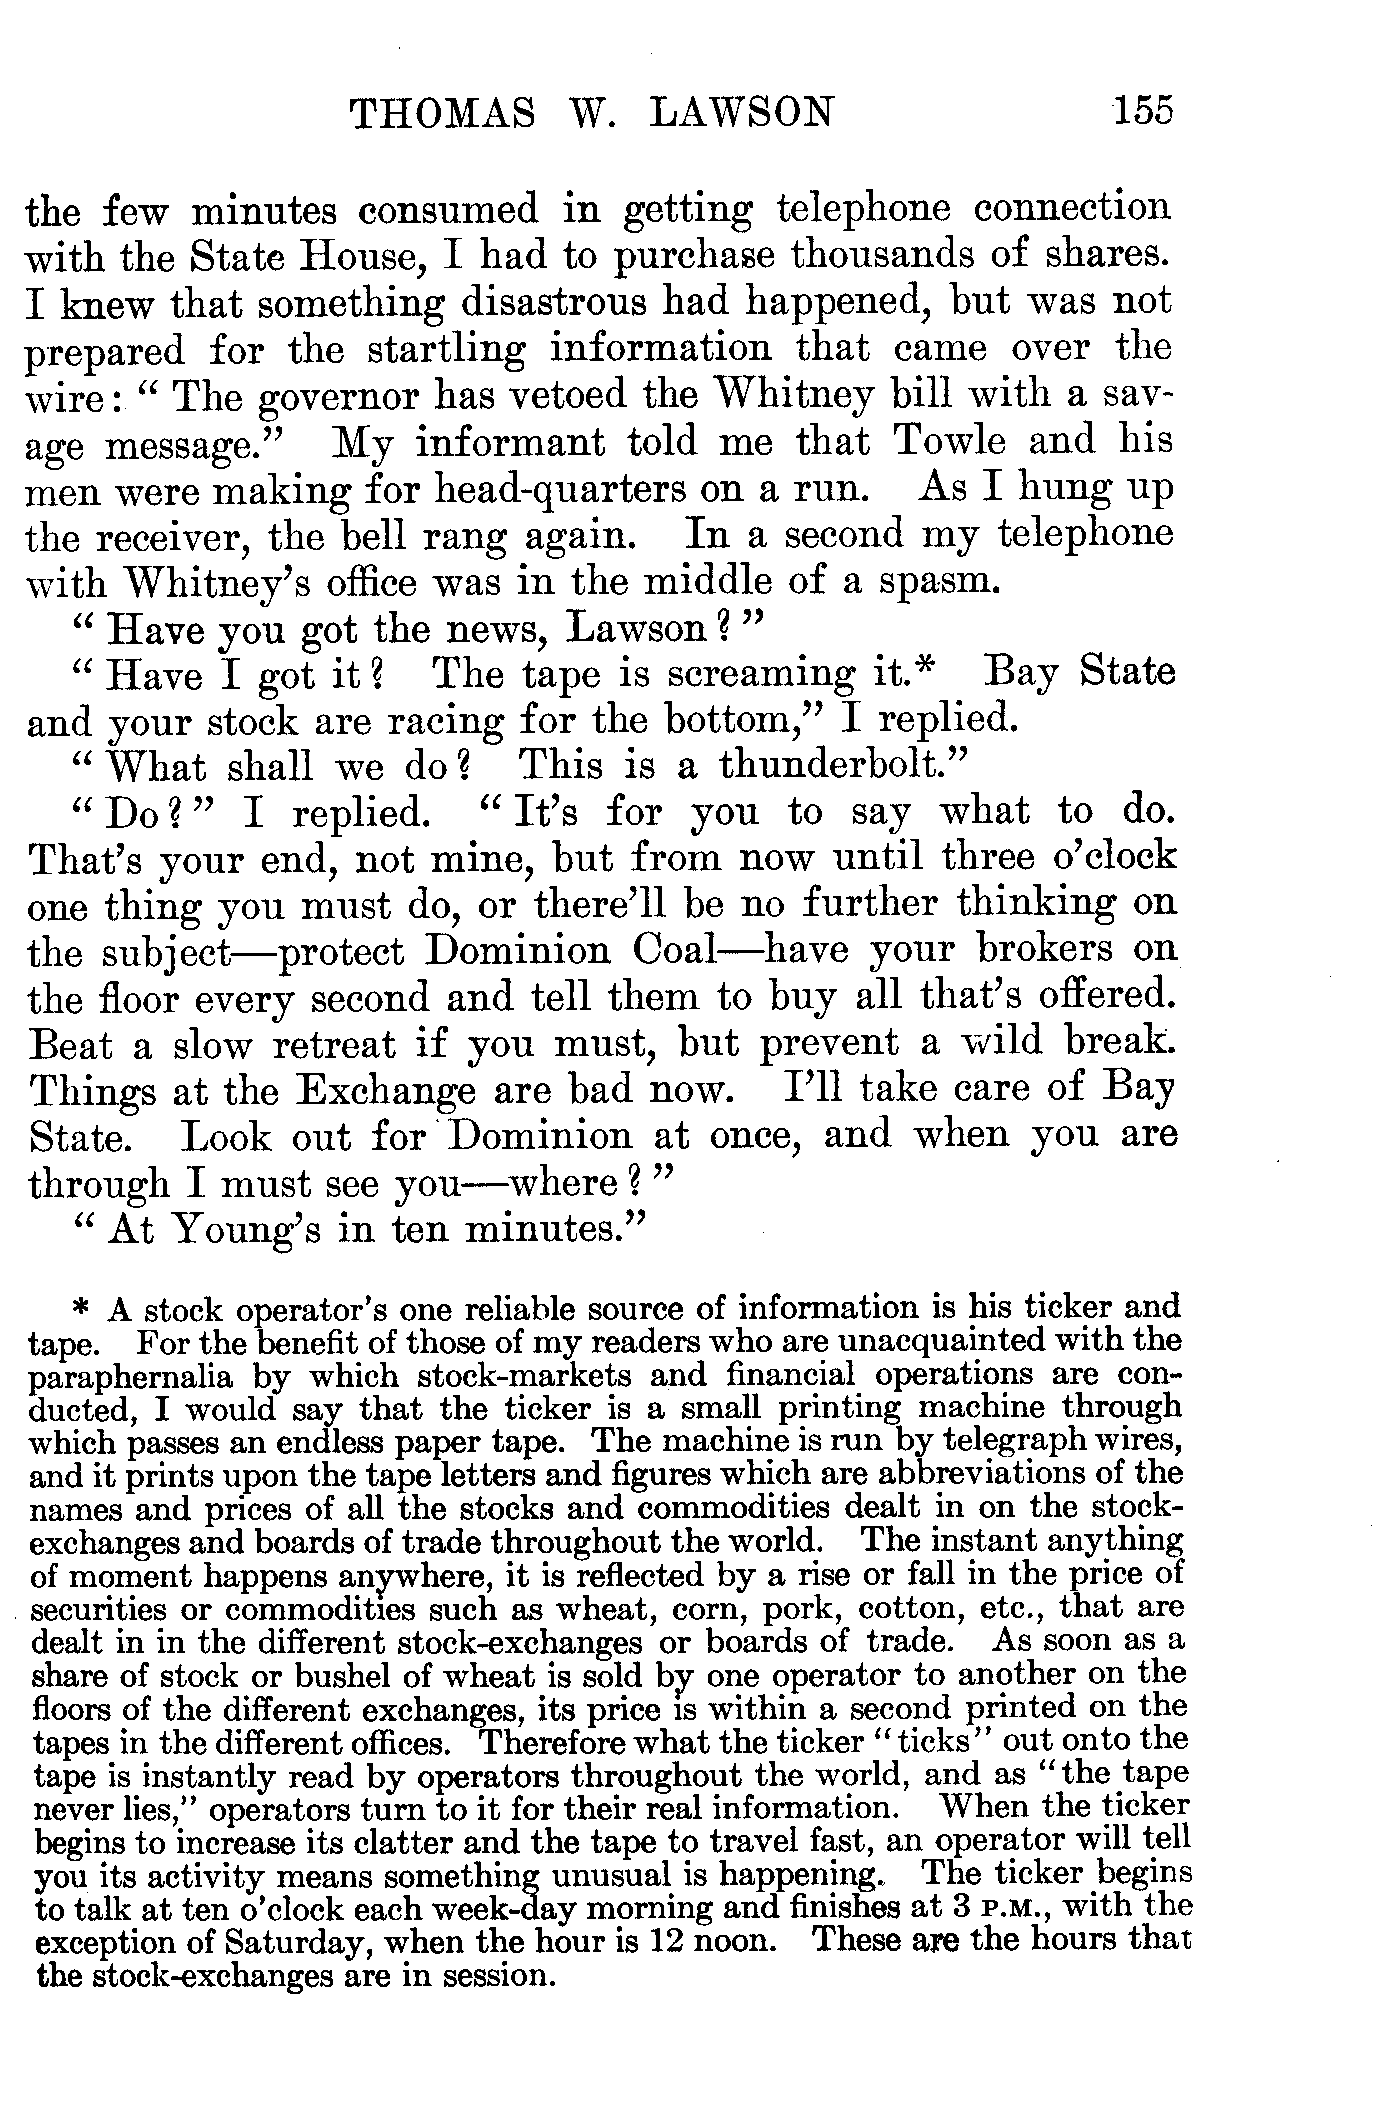 THOMAS W. LAWSON 155
the few minutes consumed in getting telephone connection
with the State House, I had to purchase thousands of shares.
I knew that something disastrous had happened, but was not
prepared for the startling information that came over the
wire: “ The governor has vetoed the Whitney bill with a sav-
age message.” My informant told me that Towle and his
men were making for head-quarters on a run. As I hung up
the receiver, the bell rang again. In a second my telephone
with Whitney’s office was in the middle of a spasm.
“ Have you got the news, Lawson ? ”
“ Have I got it ? The tape is screaming it.* Bay State
and your stock are racing for the bottom,” I replied.
“ What shall we do ? This is a thunderbolt.”
“ Do ? ” I replied. “ It’s for you to say what to do.
That’s your end, not mine, but from now until three o’clock
one thing you must do, or there’ll be no further thinking on
the subject—protect Dominion Coal—have your brokers on
the floor every second and tell them to buy all that’s offered.
Beat a slow retreat if you must, but prevent a wild break.
Things at the Exchange are bad now. I’ll take care of Bay
State. Look out for Dominion at once, and when you are
through I must see you—where ? ”
“ At Young’s in ten minutes.”
* A stock operator’s one reliable source of information is his ticker and
tape. For the benefit of those of my readers who are unacquainted with the
paraphernalia by which stock-markets and financial operations are con-
ducted, I would say that the ticker is a small printing machine through
which passes an endless paper tape. The machine is run by telegraph wires,
and it prints upon the tape letters and figures which are abbreviations of the
names and prices of all the stocks and commodities dealt in on the stock-
exchanges and boards of trade throughout the world. The instant anything
of moment happens anywhere, it is reflected by a rise or fall in the price of
securities or commodities such as wheat, corn, pork, cotton, etc., that are
dealt in in the different stock-exchanges or boards of trade. As soon as a
share of stock or bushel of wheat is sold by one operator to another on the
floors of the different exchanges, its price is within a second printed on the
tapes in the different offices. Therefore what the ticker “ticks” out onto the
tape is instantly read by operators throughout the world, and as “the tape
never lies,” operators turn to it for their real information. When the ticker
begins to increase its clatter and the tape to travel fast, an operator will tell
you its activity means something unusual is happening. The ticker begins
to talk at ten o’clock each week-day morning and finishes at 3 P.M., with the
exception of Saturday, when the hour is 12 noon. These are the hours that
the stock-exchanges are in session.